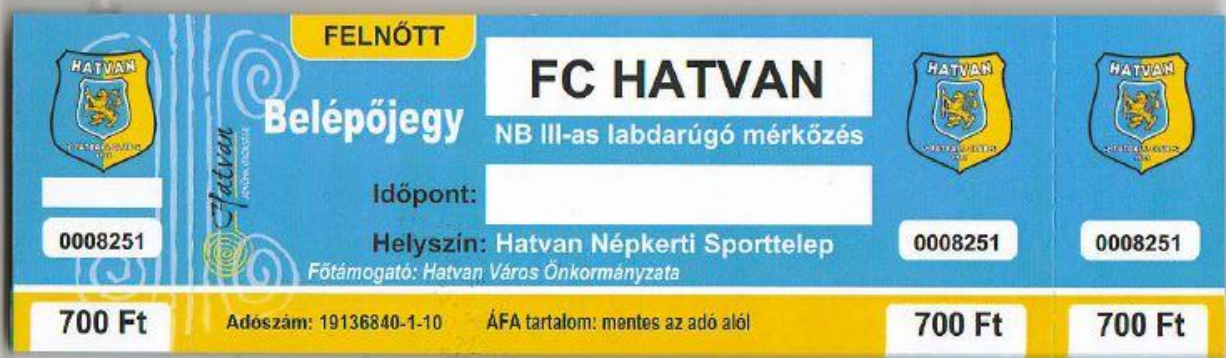 HATVAN
FELNŐTT
Belépőjegy
FC HATVAN
NB III-as labdarúgó mérkőzés
Hatvan
Időpont:
Helyszín: Hatvan Népkerti Sporttelep
Főtámogató: Hatvan Város Önkormányzata
0008251
700 Ft
Adószám: 19136840-1-10
ÁFA tartalom: mentes az adó alól
HATVAN
0008251
700 Ft
HATVAN
0008251
700 Ft